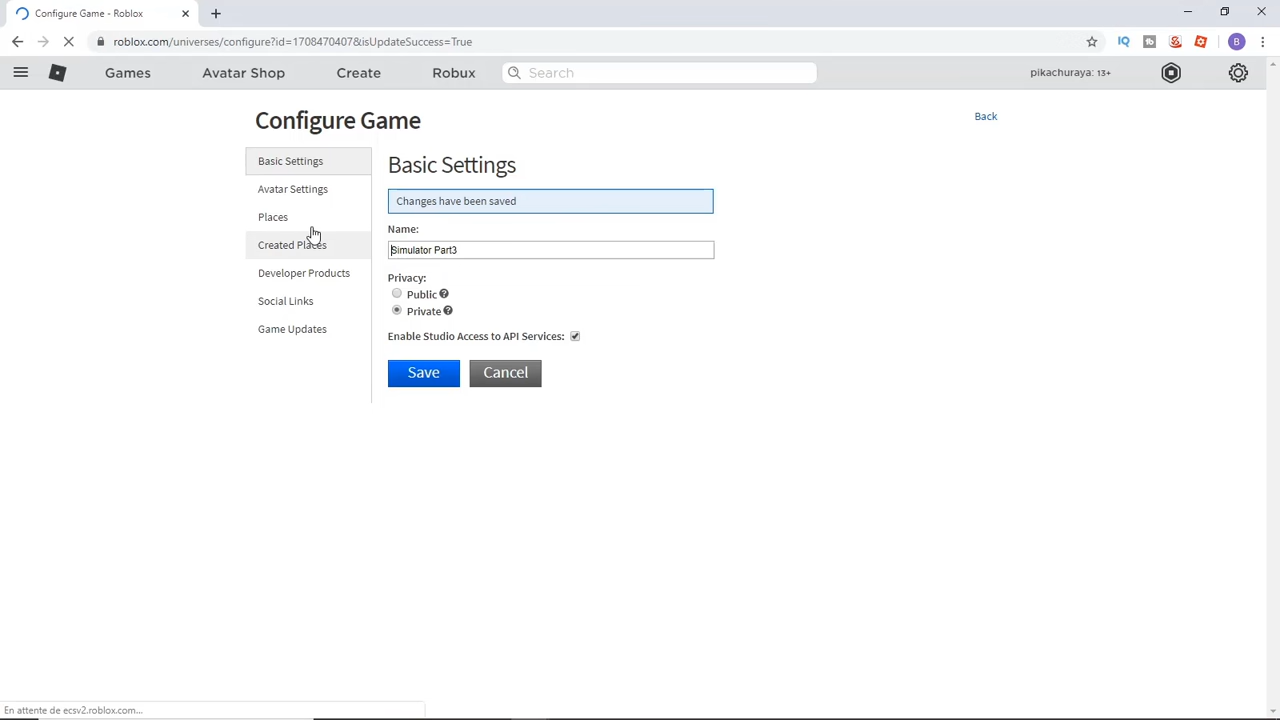 Configure Game - Roblox
roblox.com/universes/configure?id=1708470407&isUpdateSuccess=True
IQ
B
Games
Avatar Shop
Create
Robux
Search
pikachuraya: 13+
Configure Game
Back
Basic Settings
Avatar Settings
Places
Created Places
Developer Products
Social Links
Game Updates
Basic Settings
Changes have been saved
Name:
Simulator Part3
Privacy:
Public
Private
Enable Studio Access to API Services:
Save
Cancel
En attente de ecsv2.roblox.com...